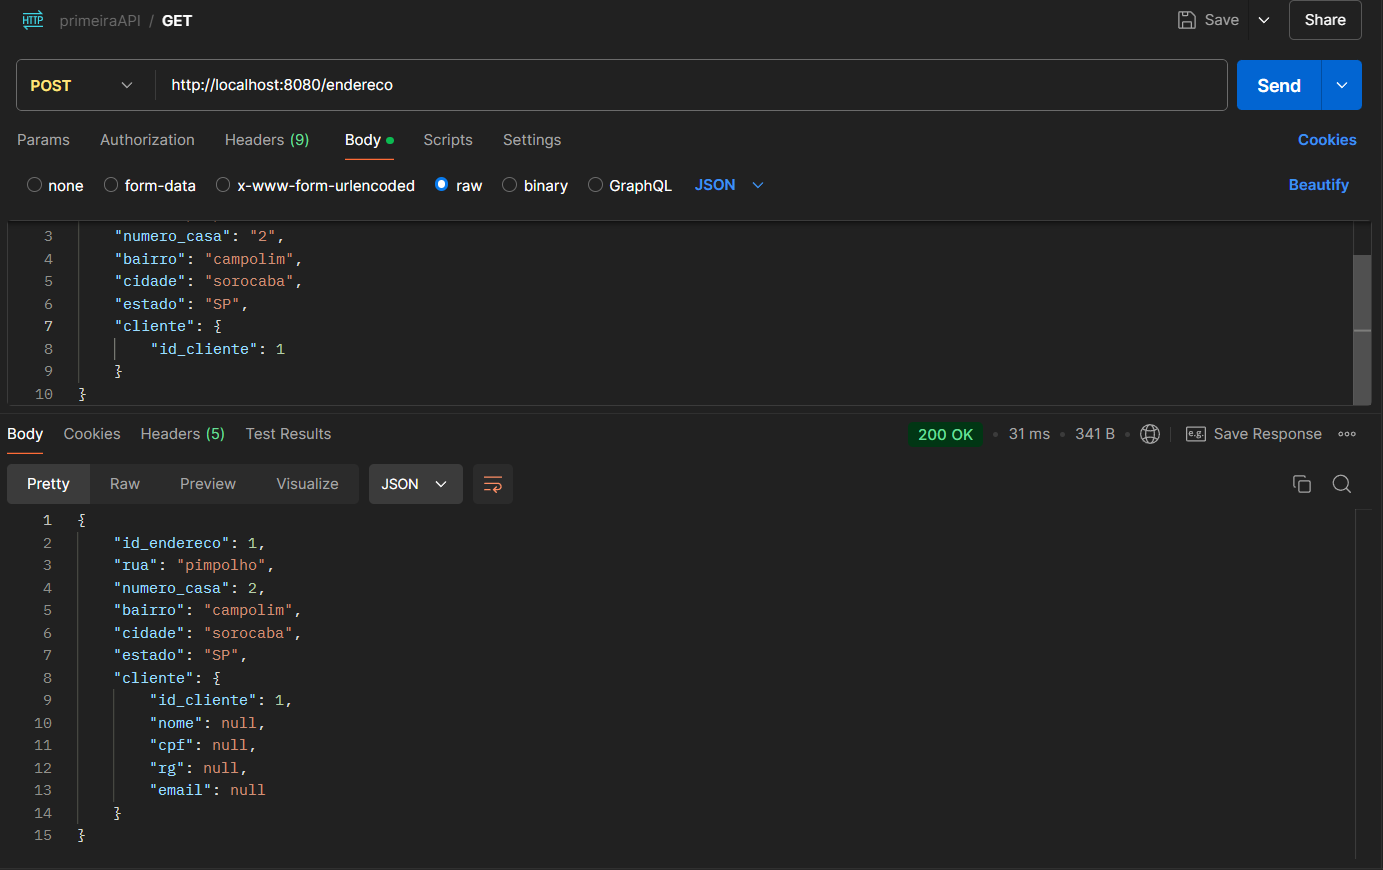 HTTP primeiraAPI / GET Save Share
POST http://localhost:8080/endereco Send
Params Authorization Headers (9) Body Scripts Settings Cookies
none form-data x-www-form-urlencoded raw binary GraphQL JSON Beautify
3 "numero_casa": "2",
4 "bairro": "campolim",
5 "cidade": "sorocaba",
6 "estado": "SP",
7 "cliente": {
8 "id_cliente": 1
9 }
10 }
Body Cookies Headers (5) Test Results 200 OK 31 ms 341 B e.g. Save Response
Pretty Raw Preview Visualize JSON
1 {
2 "id_endereco": 1,
3 "rua": "pimpolho",
4 "numero_casa": 2,
5 "bairro": "campolim",
6 "cidade": "sorocaba",
7 "estado": "SP",
8 "cliente": {
9 "id_cliente": 1,
10 "nome": null,
11 "cpf": null,
12 "rg": null,
13 "email": null
14 }
15 }